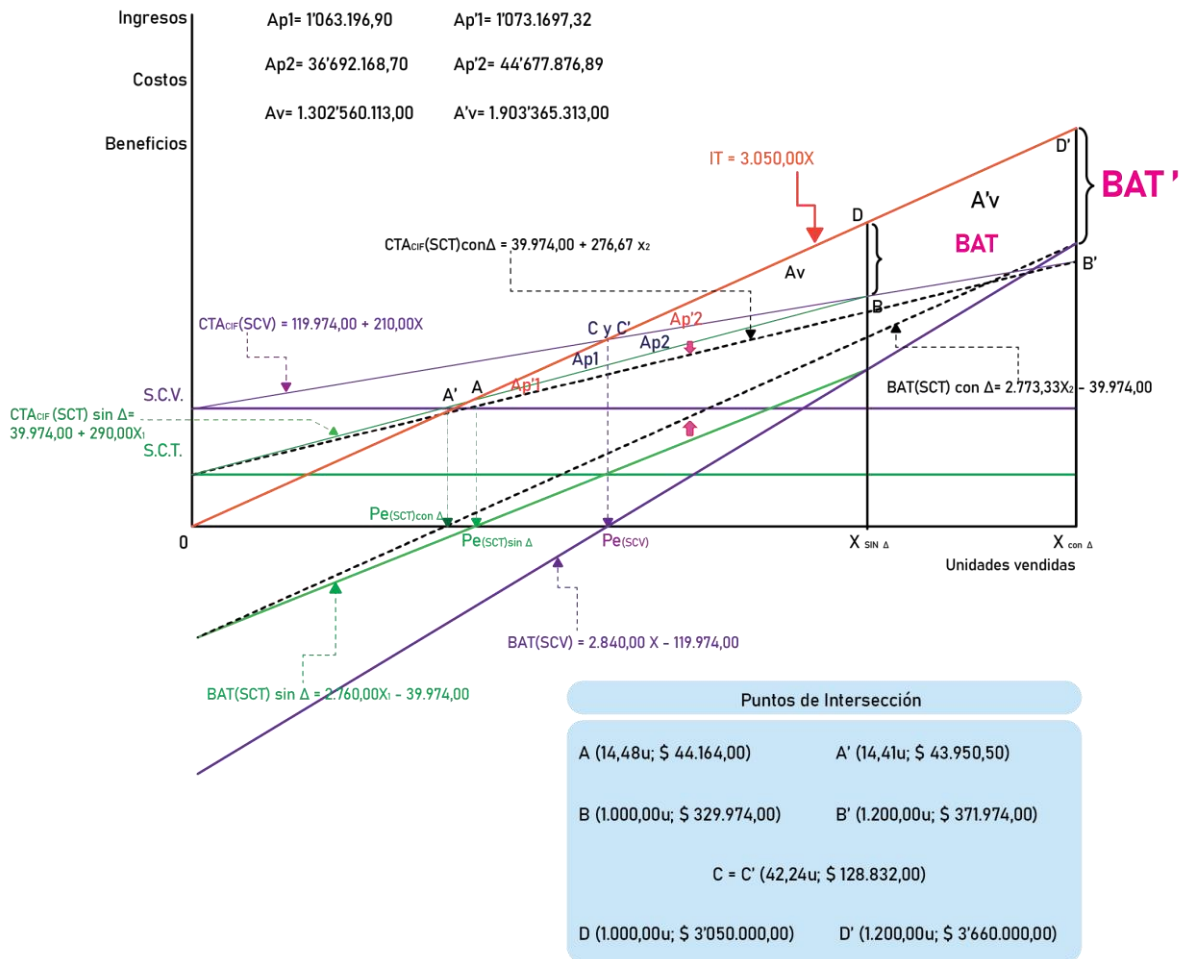 Ingresos
Ap1= 1'063.196,90
Ap'1= 1'073.1697,32
Costos
Ap2= 36'692.168,70
Ap'2= 44'677.876,89
Av= 1.302'560.113,00
A'v= 1.903'365.313,00
Beneficios
D'
IT = 3.050,00X
BAT '
A'v
D
BAT
CTACIF(SCT)conΔ = 39.974,00 + 276,67 x2
Av
B'
B
CTACIF(SCV) = 119.974,00 + 210,00X
C y C'
Ap'2
Ap2
Ap1
A'
A
Ap'1
BAT(SCT) con Δ= 2.773,33X2 – 39.974,00
S.C.V.
CTACIF (SCT) sin Δ=
39.974,00 + 290,00X1
S.C.T.
Pe(SCT)con Δ
0
Pe(SCT)sin Δ
Pe(SCV)
X SIN Δ
X con Δ
Unidades vendidas
BAT(SCV) = 2.840,00 X – 119.974,00
BAT(SCT) sin Δ = 2.760,00X1 – 39.974,00
Puntos de Intersección
A (14,48u; $ 44.164,00)
A' (14,41u; $ 43.950,50)
B (1.000,00u; $ 329.974,00)
B' (1.200,00u; $ 371.974,00)
C = C' (42,24u; $ 128.832,00)
D (1.000,00u; $ 3'050.000,00)
D' (1.200,00u; $ 3'660.000,00)